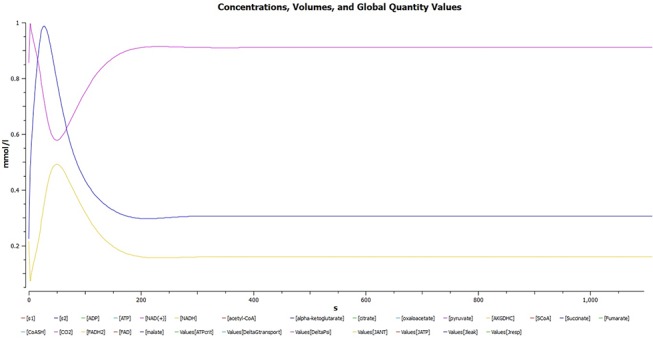 Concentrations, Volumes, and Global Quantity Values
1
0.8
0.6
0.4
0.2
mmol/l
0 200 400 600 800 1,000
s
[s1] [s2] [ADP] [ATP] [NAD(+)] [NADH] [acetyl-CoA] [alpha-ketoglutarate] [citrate] [oxaloacetate] [pyruvate] [AKGDHC] [SCoA] [Succinate] [Fumarate]
[CoASH] [CO2] [FADH2] [FAD] [malate] Values[ATPcrit] Values[DeltaGtransport] Values[DeltaPsi] Values[JANT] Values[JATP] Values[Jleak] Values[Jresp]